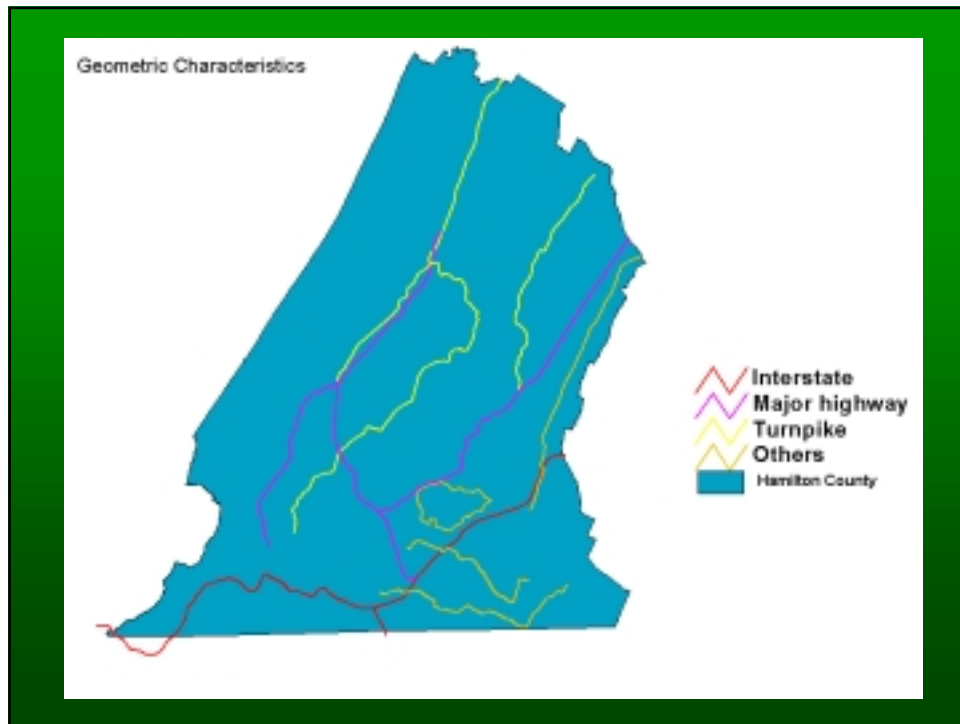 Geometric Characteristics
Interstate
Major highway
Turnpike
Others
Hamilton County